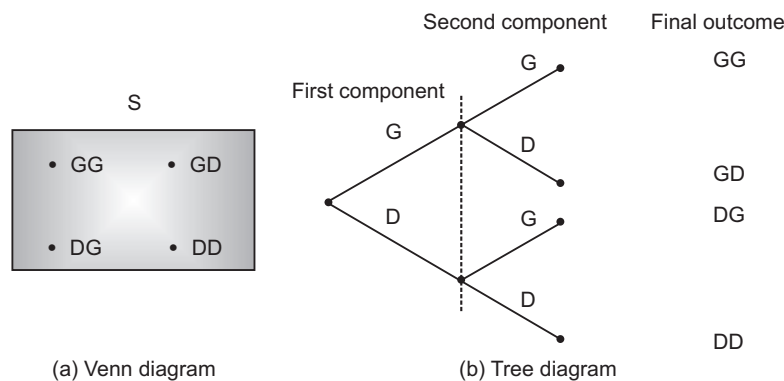 S
GG
GD
DG
DD
(a) Venn diagram
First component
Second component
Final outcome
G
D
G
D
G
D
GG
GD
DG
DD
(b) Tree diagram